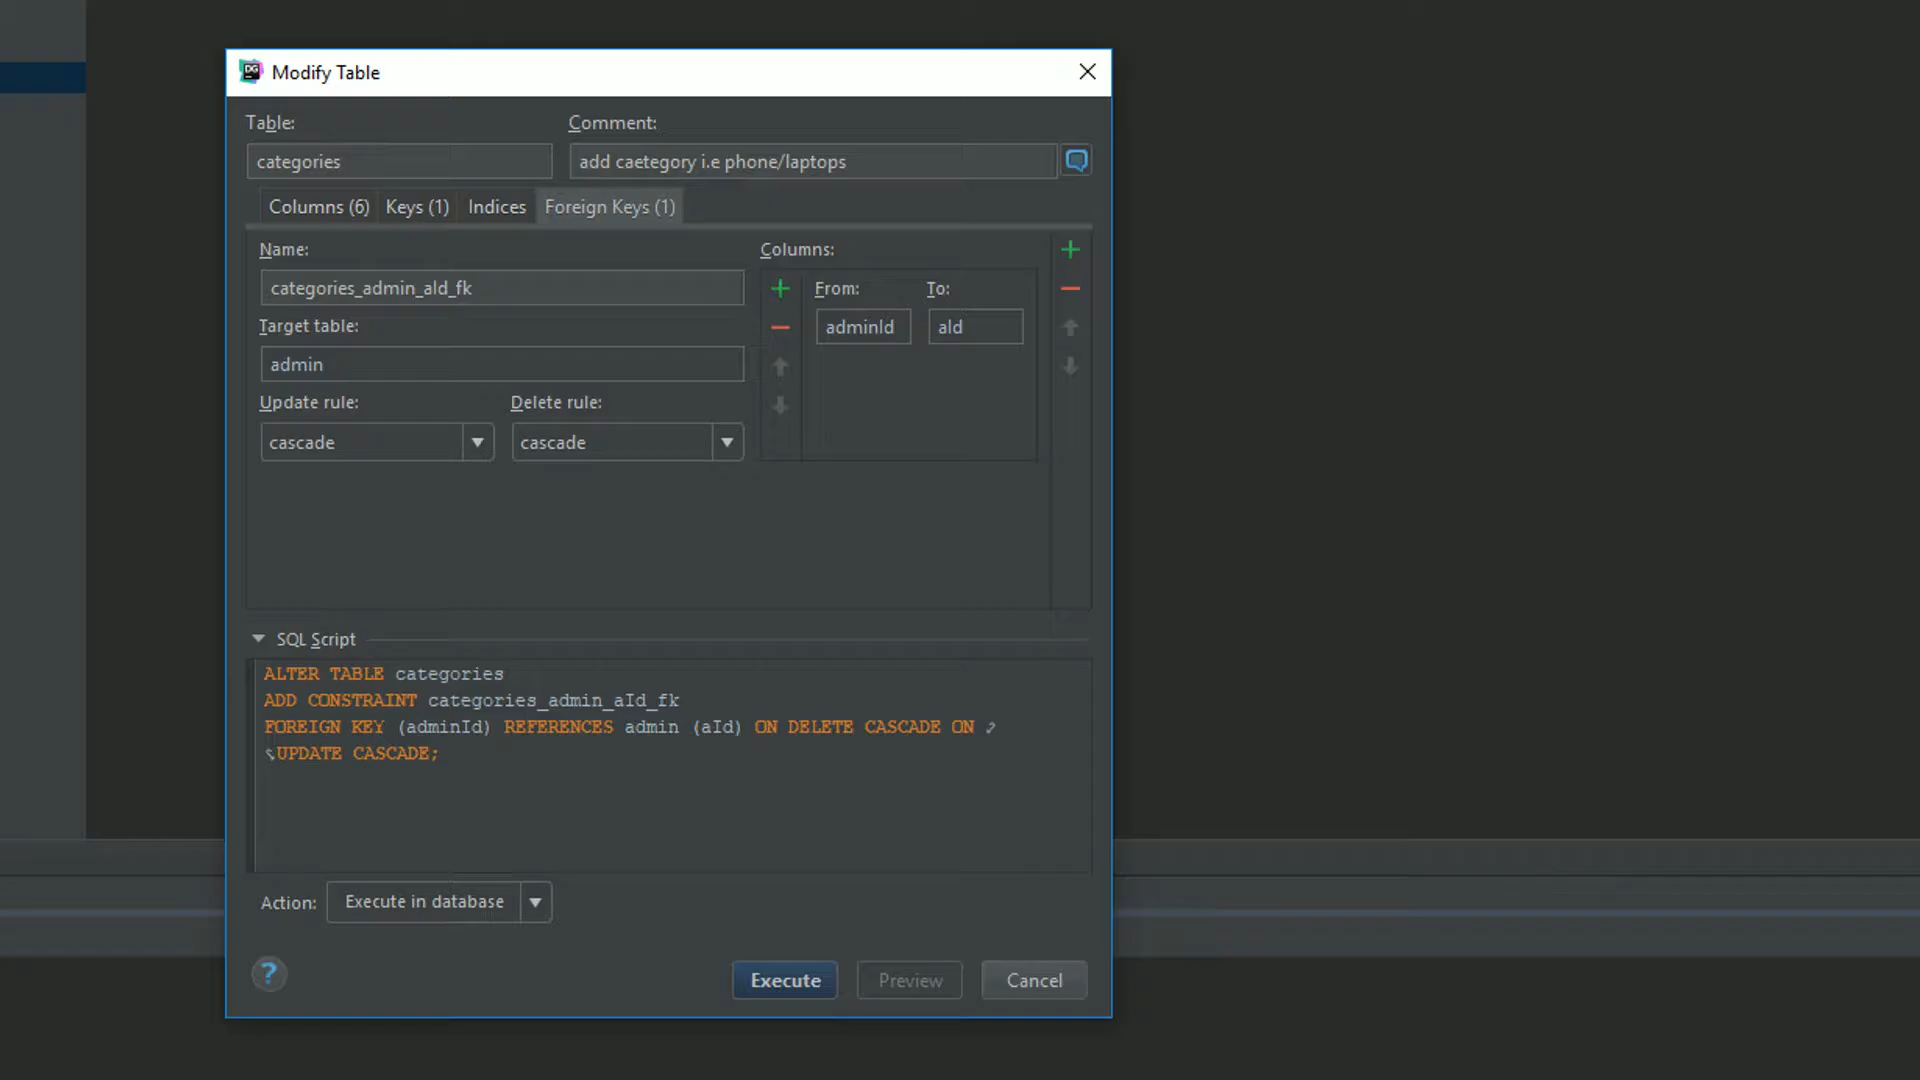 DG
Modify Table
Table:
Comment:
categories
add caetegory i.e phone/laptops
Columns (6) Keys (1) Indices Foreign Keys (1)
Name:
Columns:
categories_admin_aId_fk
From: To:
Target table:
adminId aId
admin
Update rule: Delete rule:
cascade cascade
SQL Script
ALTER TABLE categories
ADD CONSTRAINT categories_admin_aId_fk
FOREIGN KEY (adminId) REFERENCES admin (aId) ON DELETE CASCADE ON
UPDATE CASCADE;
Action: Execute in database
?
Execute Preview Cancel